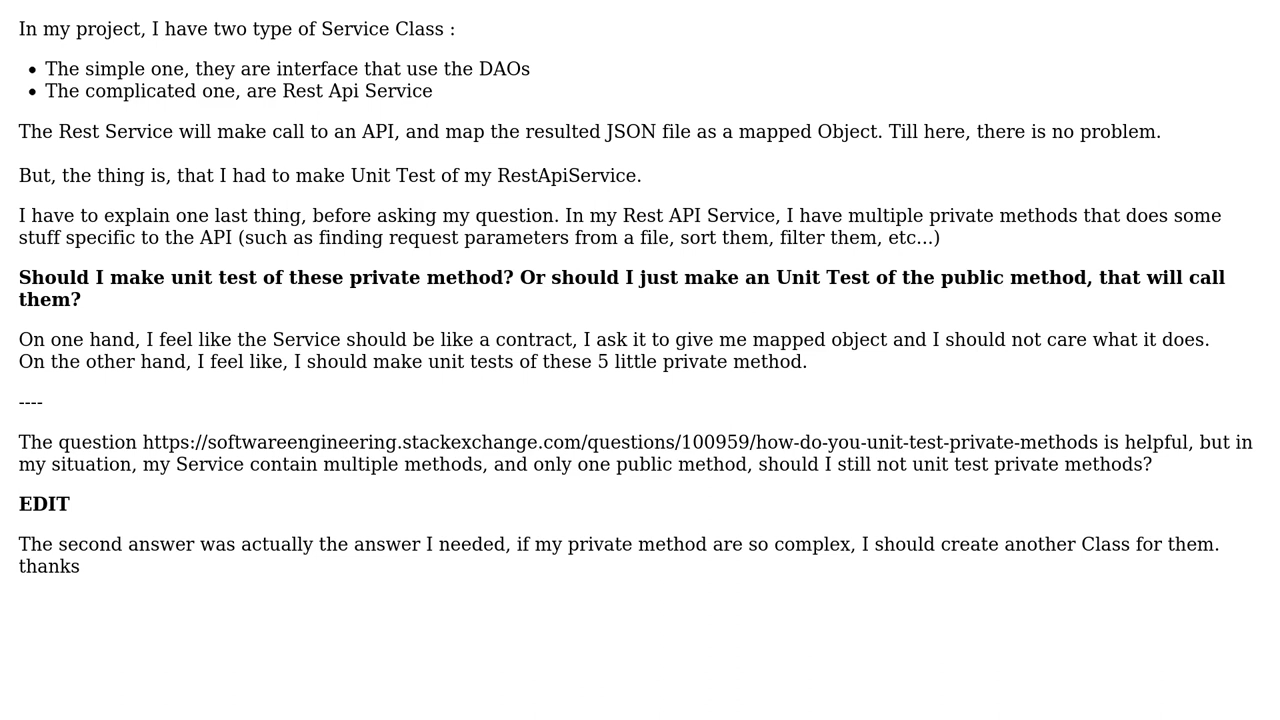 In my project, I have two type of Service Class :
• The simple one, they are interface that use the DAOs
• The complicated one, are Rest Api Service
The Rest Service will make call to an API, and map the resulted JSON file as a mapped Object. Till here, there is no problem.
But, the thing is, that I had to make Unit Test of my RestApiService.
I have to explain one last thing, before asking my question. In my Rest API Service, I have multiple private methods that does some
stuff specific to the API (such as finding request parameters from a file, sort them, filter them, etc...)
Should I make unit test of these private method? Or should I just make an Unit Test of the public method, that will call
them?
On one hand, I feel like the Service should be like a contract, I ask it to give me mapped object and I should not care what it does.
On the other hand, I feel like, I should make unit tests of these 5 little private method.
----
The question https://softwareengineering.stackexchange.com/questions/100959/how-do-you-unit-test-private-methods is helpful, but in
my situation, my Service contain multiple methods, and only one public method, should I still not unit test private methods?
EDIT
The second answer was actually the answer I needed, if my private method are so complex, I should create another Class for them.
thanks